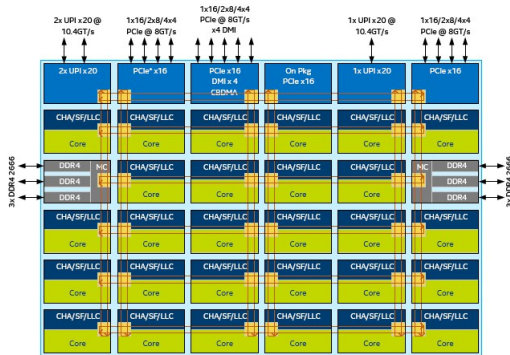 2x UPI x20 @
10.4GT/s
1x16/2x8/4x4
PCIe @ 8GT/s
1x16/2x8/4x4
PCIe @ 8GT/s
x4 DMI
1x UPI x20 @
10.4GT/s
1x16/2x8/4x4
PCIe @ 8GT/s
2x UPI x20
PCIe* x16
PCIe x16
DMI x 4
CBDMA
On Pkg
PCIe x16
1x UPI x20
PCIe x16
CHA/SF/LLC
CHA/SF/LLC
CHA/SF/LLC
CHA/SF/LLC
CHA/SF/LLC
CHA/SF/LLC
Core
Core
Core
Core
Core
Core
3x DDR4 2666
DDR4
DDR4
DDR4
MC
CHA/SF/LLC
CHA/SF/LLC
CHA/SF/LLC
CHA/SF/LLC
Core
Core
Core
Core
MC
DDR4
DDR4
DDR4
3x DDR4 2666
CHA/SF/LLC
CHA/SF/LLC
CHA/SF/LLC
CHA/SF/LLC
CHA/SF/LLC
CHA/SF/LLC
Core
Core
Core
Core
Core
Core
CHA/SF/LLC
CHA/SF/LLC
CHA/SF/LLC
CHA/SF/LLC
CHA/SF/LLC
CHA/SF/LLC
Core
Core
Core
Core
Core
Core
CHA/SF/LLC
CHA/SF/LLC
CHA/SF/LLC
CHA/SF/LLC
CHA/SF/LLC
CHA/SF/LLC
Core
Core
Core
Core
Core
Core